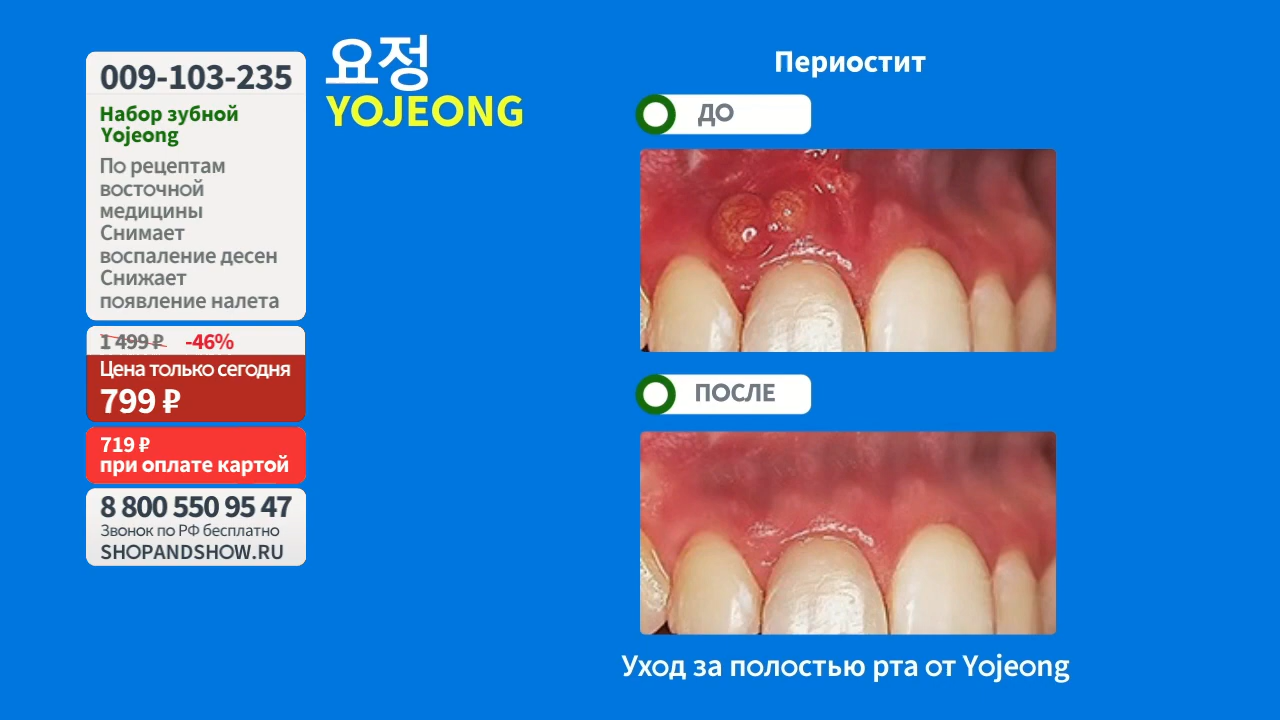 009-103-235
Набор зубной
Yojeong
По рецептам
восточной
медицины
Снимает
воспаление десен
Снижает
появление налета
1 499 ₽ -46%
Цена только сегодня
799 ₽
719 ₽
при оплате картой
8 800 550 95 47
Звонок по РФ бесплатно
SHOPANDSHOW.RU
요정
YOJEONG
Периостит
ДО
ПОСЛЕ
Уход за полостью рта от Yojeong